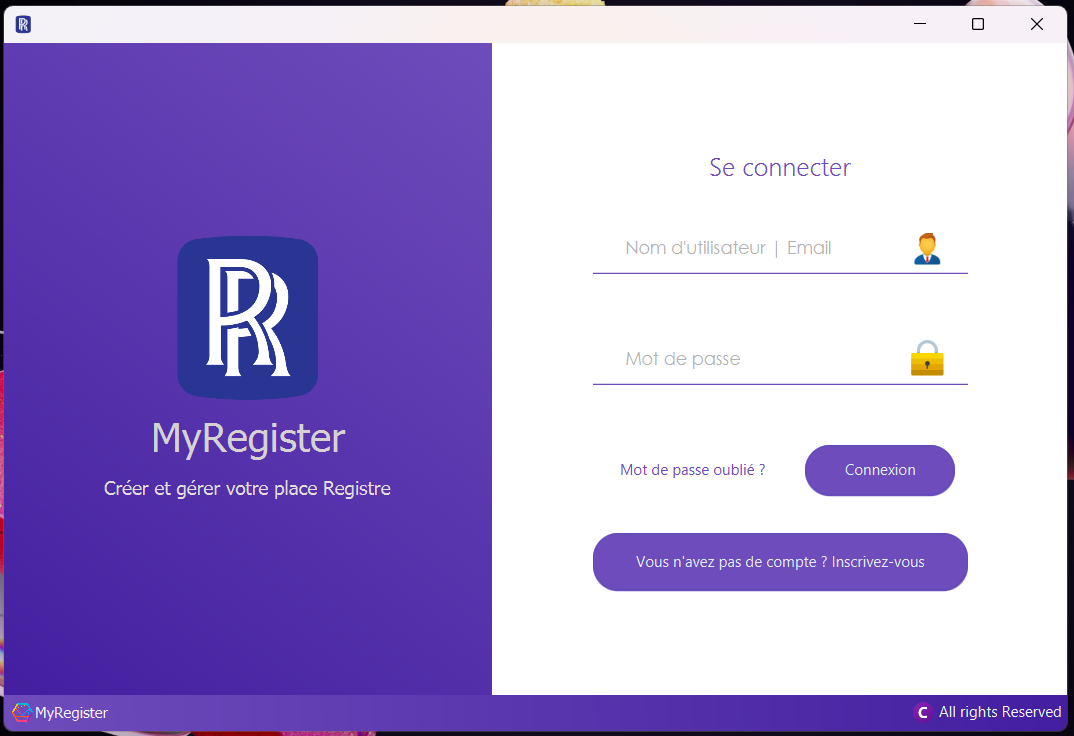 RR
MyRegister
Créer et gérer votre place Registre
Se connecter
Nom d'utilisateur | Email
Mot de passe
Mot de passe oublié ?
Connexion
Vous n'avez pas de compte ? Inscrivez-vous
MyRegister
C All rights Reserved